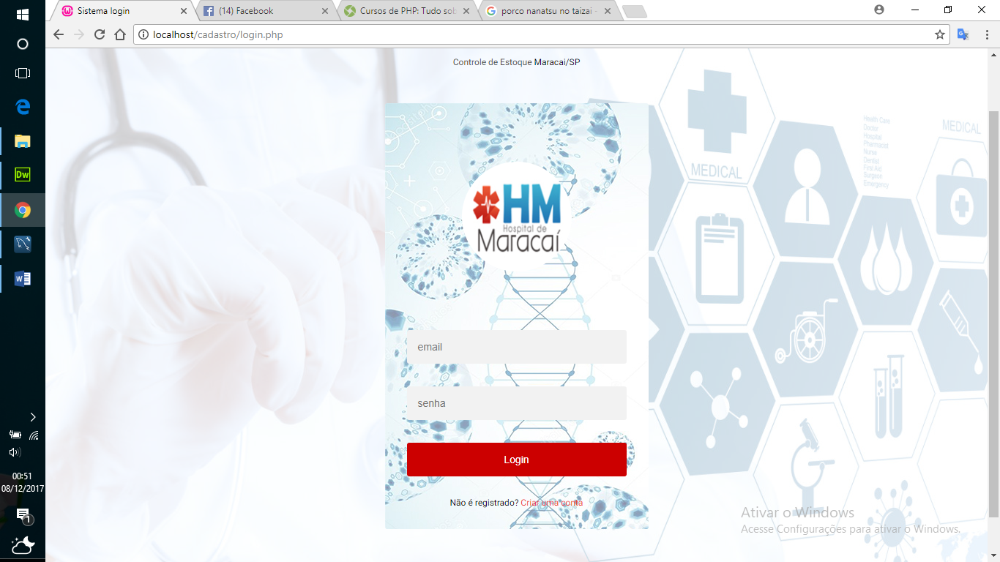 Sistema login
(14) Facebook
Cursos de PHP: Tudo sob
porco nanatsu no taizai -
localhost/cadastro/login.php
Controle de Estoque Maracai/SP
MEDICAL
Health Care
Doctor
Hospital
Pharmacist
Nurse
Dentist
First Aid
Surgeon
Emergency
MEDICAL
HM
Hospital de
Maracaí
email
senha
Login
Não é registrado? Criar uma conta
Ativar o Windows
Acesse Configurações para ativar o Windows.
Dw
W
00:51
08/12/2017
1